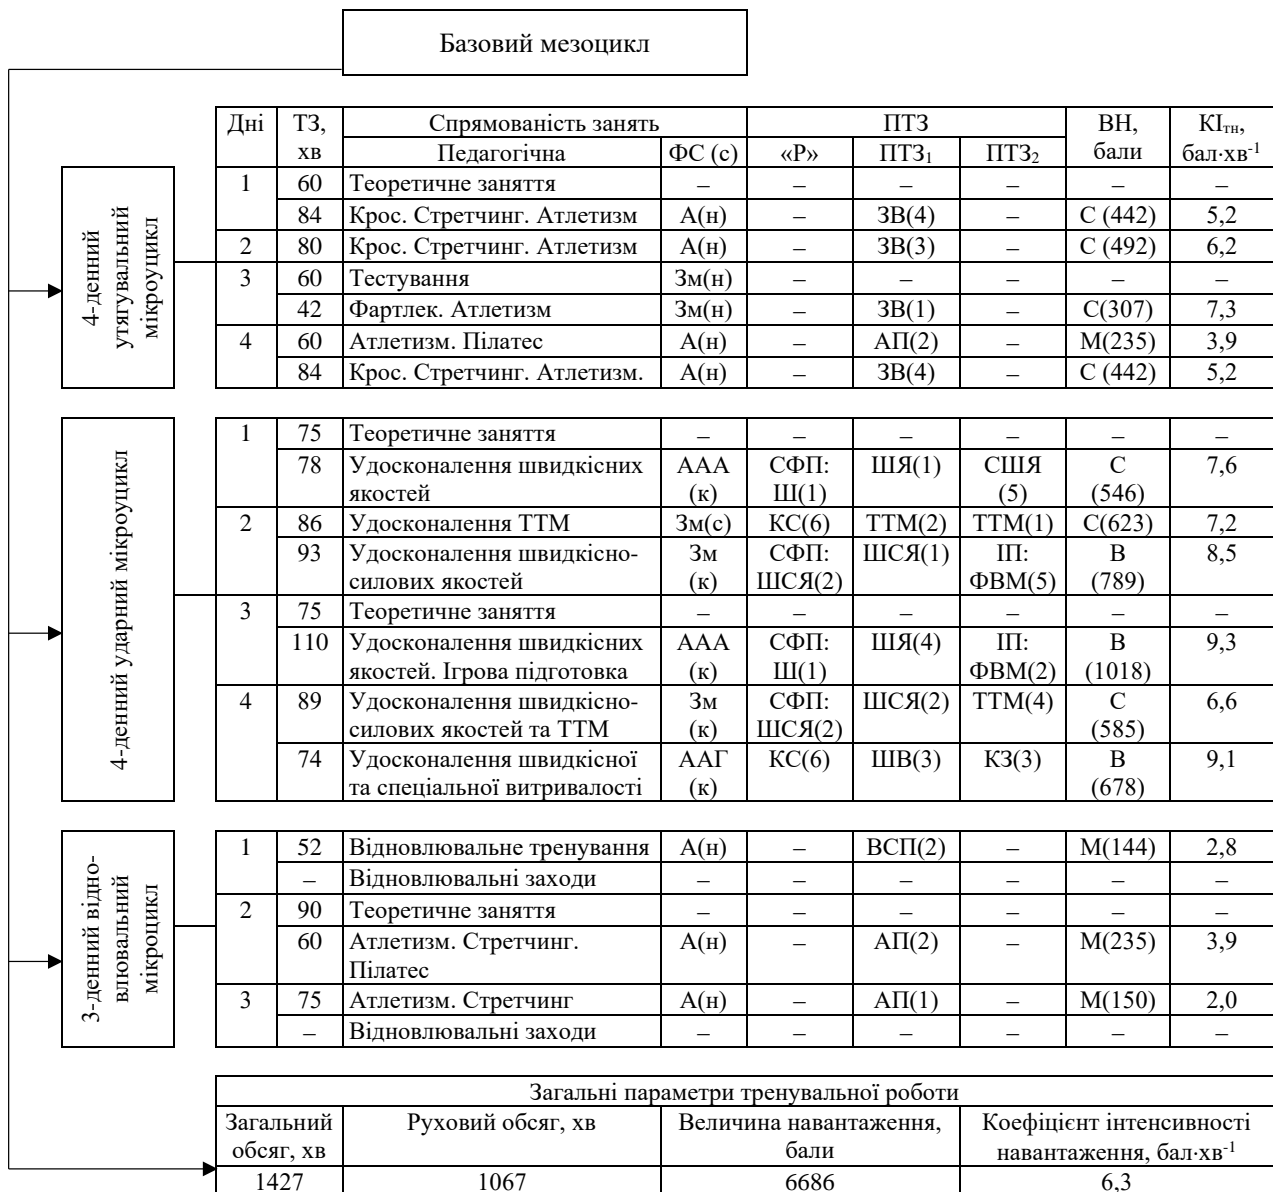 Базовий мезоцикл
Дні ТЗ, хв Спрямованість занять ПТЗ ВН, бали КІтн, бал·хв-1
Педагогічна ФС (с) «Р» ПТЗ1 ПТЗ2
4-денний утягувальний мікроуцикл
1 60 Теоретичне заняття – – – – – –
84 Крос. Стретчинг. Атлетизм А(н) – ЗВ(4) – С (442) 5,2
2 80 Крос. Стретчинг. Атлетизм А(н) – ЗВ(3) – С (492) 6,2
3 60 Тестування Зм(н) – – – – –
42 Фартлек. Атлетизм Зм(н) – ЗВ(1) – С(307) 7,3
4 60 Атлетизм. Пілатес А(н) – АП(2) – М(235) 3,9
84 Крос. Стретчинг. Атлетизм. А(н) – ЗВ(4) – С (442) 5,2
4-денний ударний мікроуцикл
1 75 Теоретичне заняття – – – – – –
78 Удосконалення швидкісних ААА СФП: ШЯ(1) СШЯ С 7,6
якостей (к) Ш(1) (5) (546)
2 86 Удосконалення ТТМ Зм(с) КС(6) ТТМ(2) ТТМ(1) С(623) 7,2
93 Удосконалення швидкісно- Зм СФП: ШСЯ(1) ІП: В 8,5
силових якостей (к) ШСЯ(2) ФВМ(5) (789)
3 75 Теоретичне заняття – – – – – –
110 Удосконалення швидкісних ААА СФП: ШЯ(4) ІП: В 9,3
якостей. Ігрова підготовка (к) Ш(1) ФВМ(2) (1018)
4 89 Удосконалення швидкісно- Зм СФП: ШСЯ(2) ТТМ(4) С 6,6
силових якостей та ТТМ (к) ШСЯ(2) (585)
74 Удосконалення швидкісної ААГ КС(6) ШВ(3) КЗ(3) В 9,1
та спеціальної витривалості (к) (678)
3-денний відно-
влювальний
мікроцикл
1 52 Відновлювальне тренування А(н) – ВСП(2) – М(144) 2,8
– Відновлювальні заходи – – – – – –
2 90 Теоретичне заняття – – – – – –
60 Атлетизм. Стретчинг. А(н) – АП(2) – М(235) 3,9
Пілатес
3 75 Атлетизм. Стретчинг А(н) – АП(1) – М(150) 2,0
– Відновлювальні заходи – – – – – –
Загальні параметри тренувальної роботи
Загальний Руховий обсяг, хв Величина навантаження, Коефіцієнт інтенсивності
обсяг, хв бали навантаження, бал·хв-1
1427 1067 6686 6,3